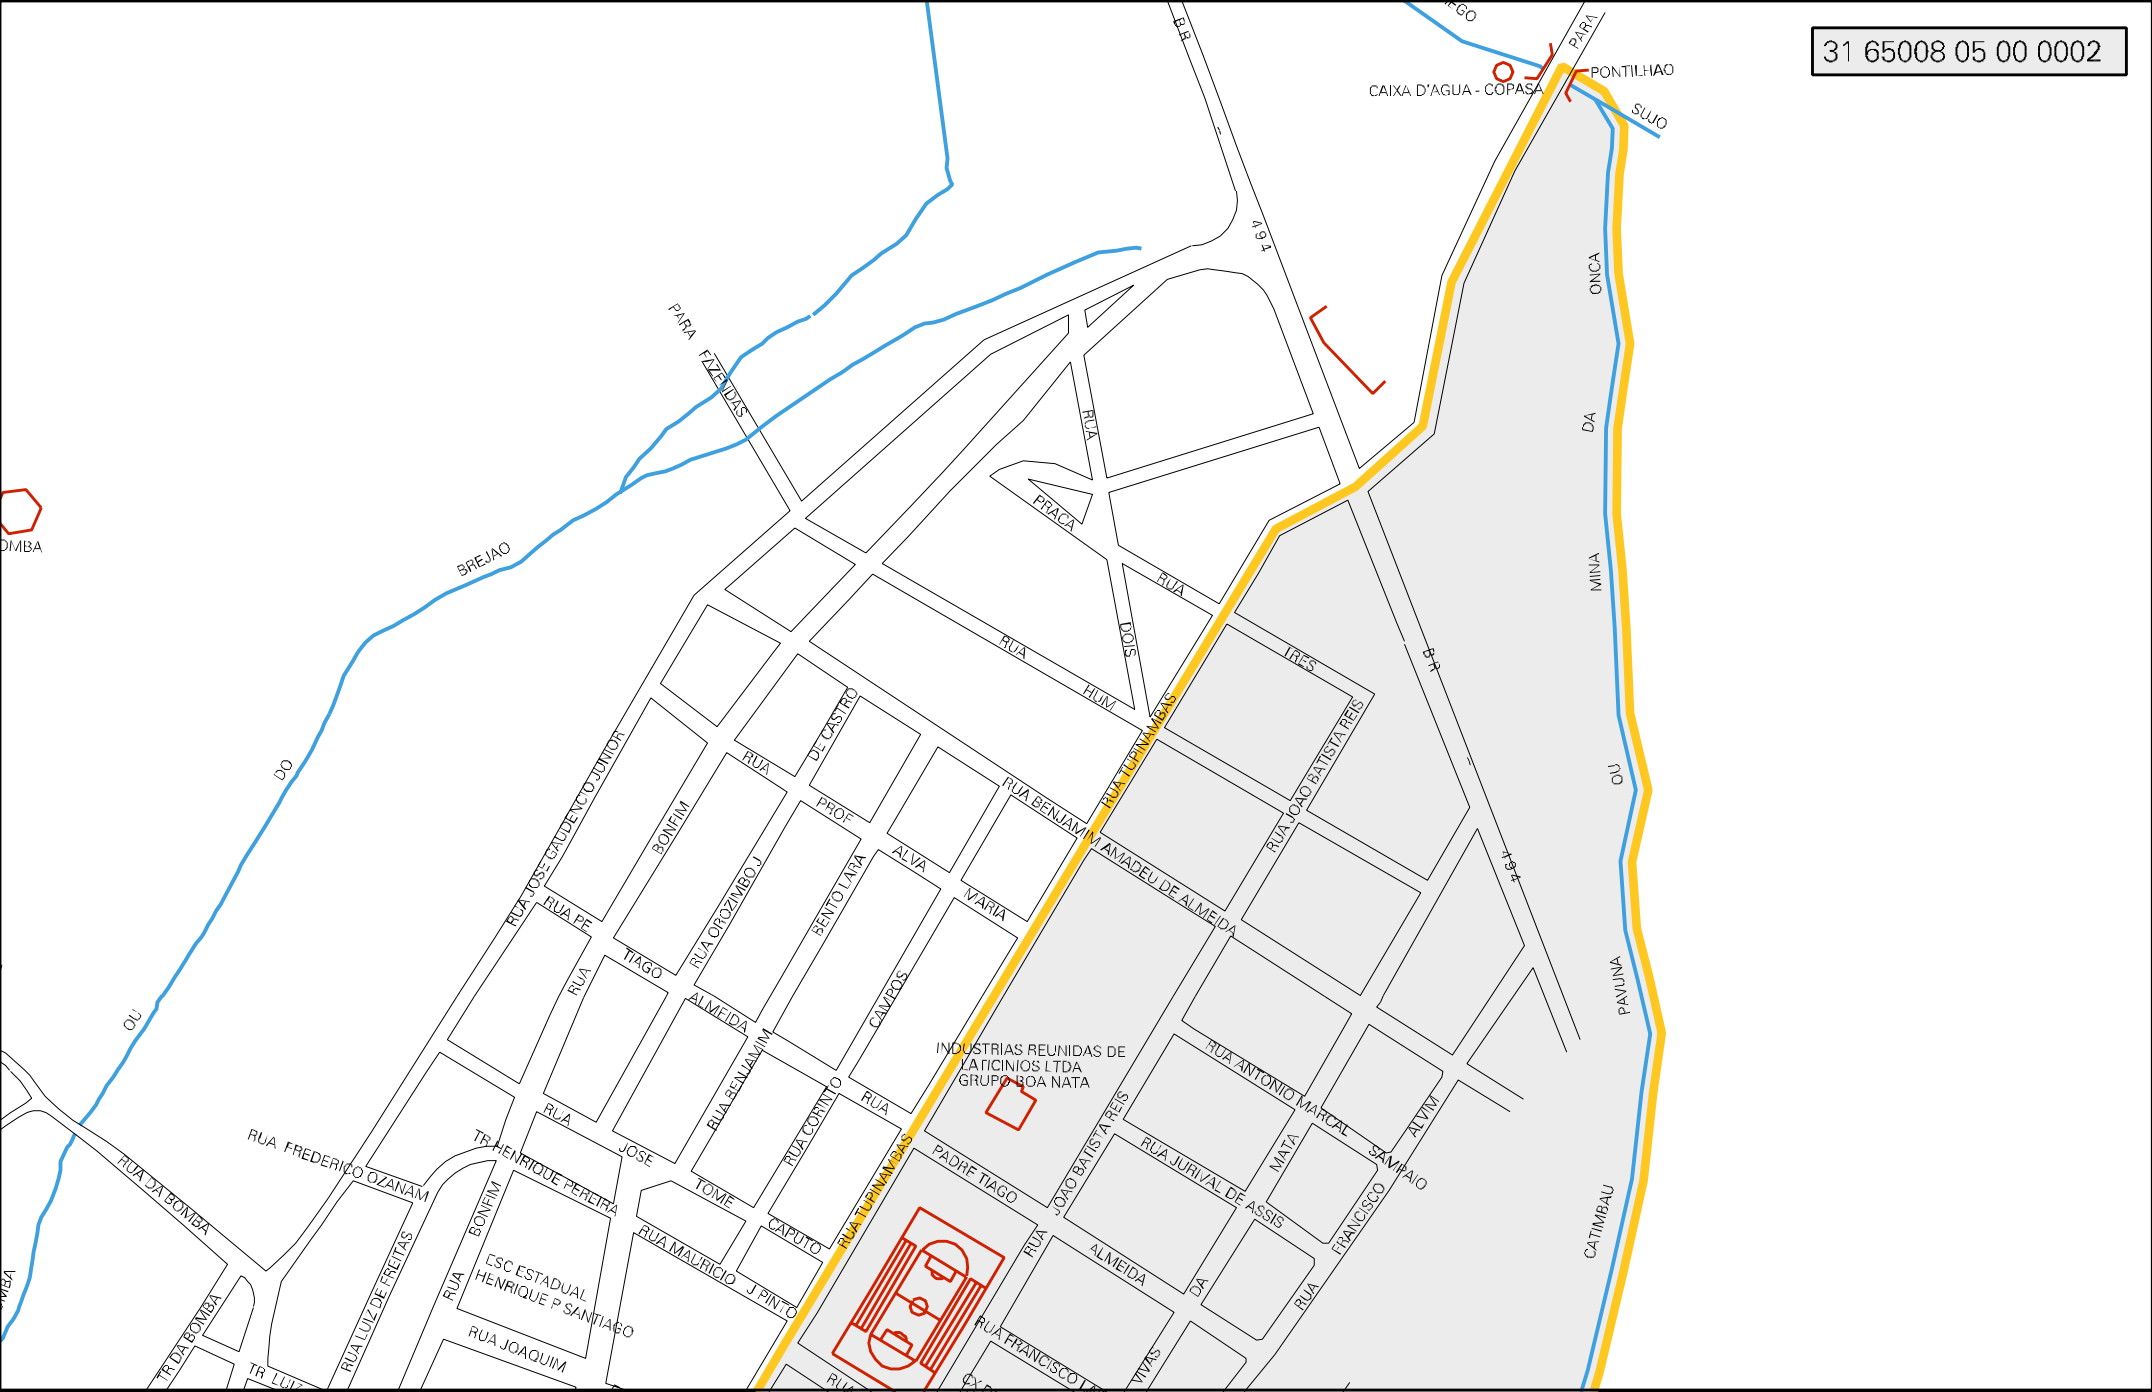 31 65008 05 00 0002
BR
-
494
PARA
PONTILHAO
CAIXA D'AGUA - COPASA
SUJO
ONCA
DA
MINA
OU
PAVUNA
CATIMBAU
PARA FAZENDAS
BREJAO
DO
OU
RUA
DOIS
PRACA
RUA
TRES
RUA
HUM
BR
-
494
RUA TUPINAMBAS
RUA JOAO BATISTA REIS
RUA BENJAMIM AMADEU DE ALMEIDA
DE CASTRO
RUA
PROF
ALVA
MARIA
RUA JOSE GAUDENCIO JUNIOR
BONFIM
RUA OROZIMBO J
BENTO LARA
CAMPOS
RUA PE
TIAGO
ALMEIDA
RUA
RUA
INDUSTRIAS REUNIDAS DE
LATICINIOS LTDA
GRUPO BOA NATA
RUA BENJAMIM
RUA CORINTO
RUA
JOSE
TOME
CAPUTO
RUA TUPINAMBAS
PADRE TIAGO
ALMEIDA
RUA JOAO BATISTA REIS
RUA ANTONIO MARCAL
SAMPAIO
RUA JURIVAL DE ASSIS
MATA
DA
VIVAS
ALVIM
FRANCISCO
RUA
RUA FREDERICO OZANAM
TR HENRIQUE PEREIRA
RUA DA BOMBA
TR DA BOMBA
RUA LUIZ DE FREITAS
BONFIM
RUA
ESC ESTADUAL
HENRIQUE P SANTIAGO
RUA MAURICIO J PINTO
RUA JOAQUIM
TR LUIZ
RUA FRANCISCO
RUA